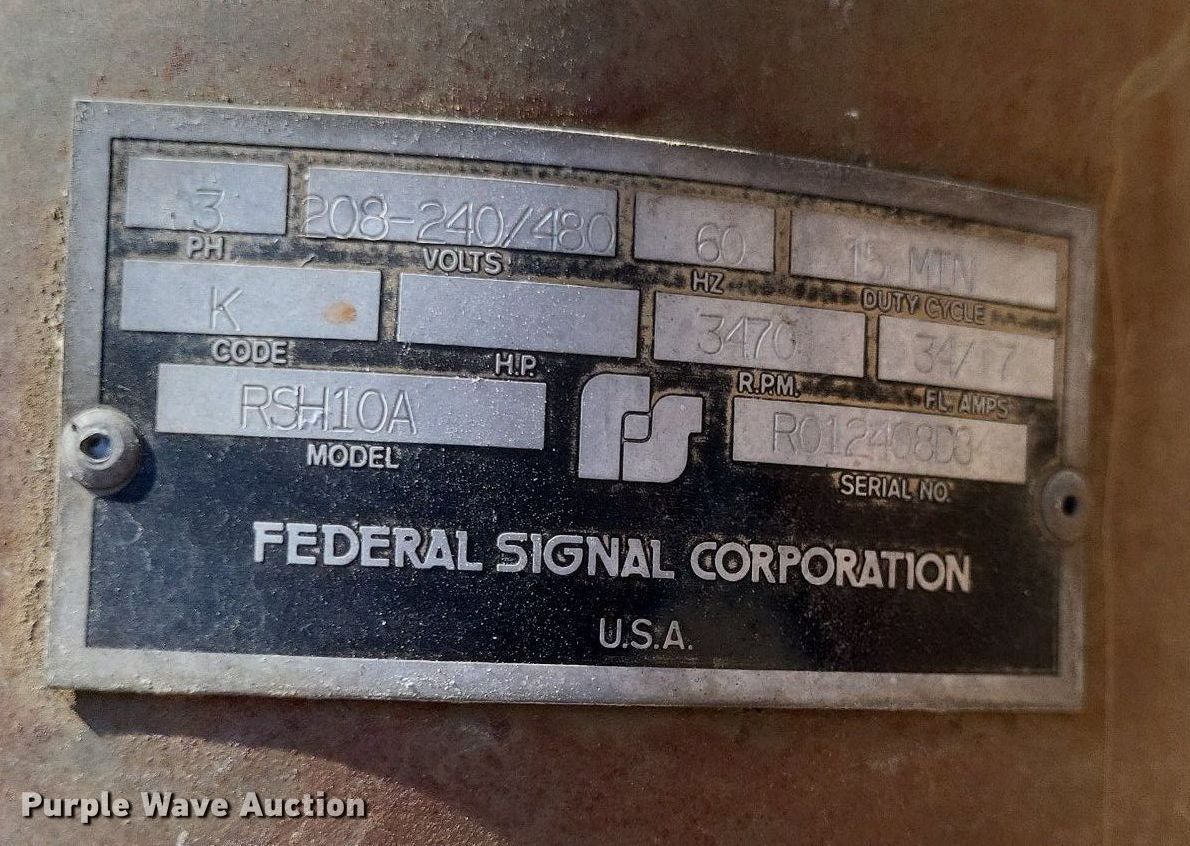 3 208-240/480 60 15 MIN
PH. VOLTS HZ DUTY CYCLE
K 3470 34/17
CODE H.P. R.P.M. F.L. AMPS
RSH10A R012408D3
MODEL SERIAL NO.
FEDERAL SIGNAL CORPORATION
U.S.A.
Purple Wave Auction